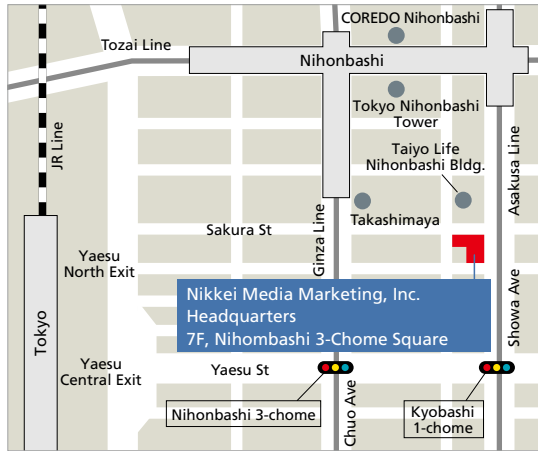 COREDO Nihonbashi
Tozai Line
Nihonbashi
Tokyo Nihonbashi
Tower
JR Line
Taiyo Life
Nihonbashi Bldg.
Asakusa Line
Takashimaya
Sakura St
Ginza Line
Yaesu
North Exit
Nikkei Media Marketing, Inc.
Headquarters
7F, Nihombashi 3-Chome Square
Showa Ave
Tokyo
Yaesu
Central Exit
Yaesu St
Nihonbashi 3-chome
Chuo Ave
Kyobashi
1-chome